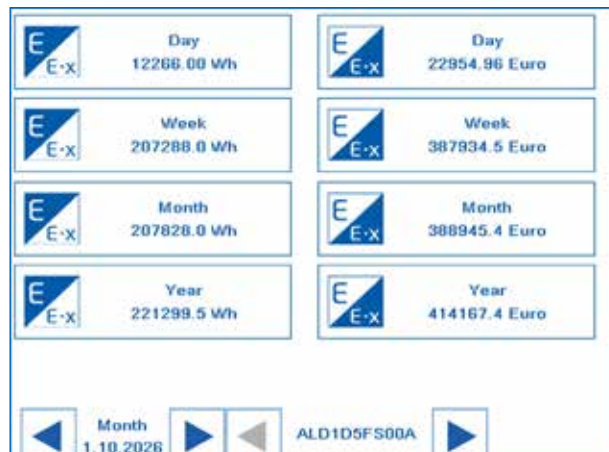 E E-x Day 12266.00 Wh
E E-x Day 22954.96 Euro
E E-x Week 207288.0 Wh
E E-x Week 387934.5 Euro
E E-x Month 207828.0 Wh
E E-x Month 388945.4 Euro
E E-x Year 221299.5 Wh
E E-x Year 414167.4 Euro
Month
1.10.2026
ALD1D5FS00A